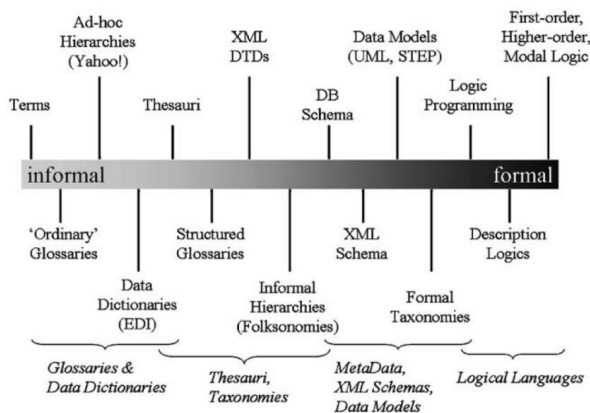 Ad-hoc
Hierarchies
(Yahoo!)
XML
DTDs
Data Models
(UML, STEP)
First-order,
Higher-order,
Modal Logic
Terms
Thesauri
DB
Schema
Logic
Programming
informal
formal
‘Ordinary’
Glossaries
Structured
Glossaries
XML
Schema
Description
Logics
Data
Dictionaries
(EDI)
Informal
Hierarchies
(Folksonomies)
Formal
Taxonomies
Glossaries &
Data Dictionaries
Thesauri,
Taxonomies
MetaData,
XML Schemas,
Data Models
Logical Languages